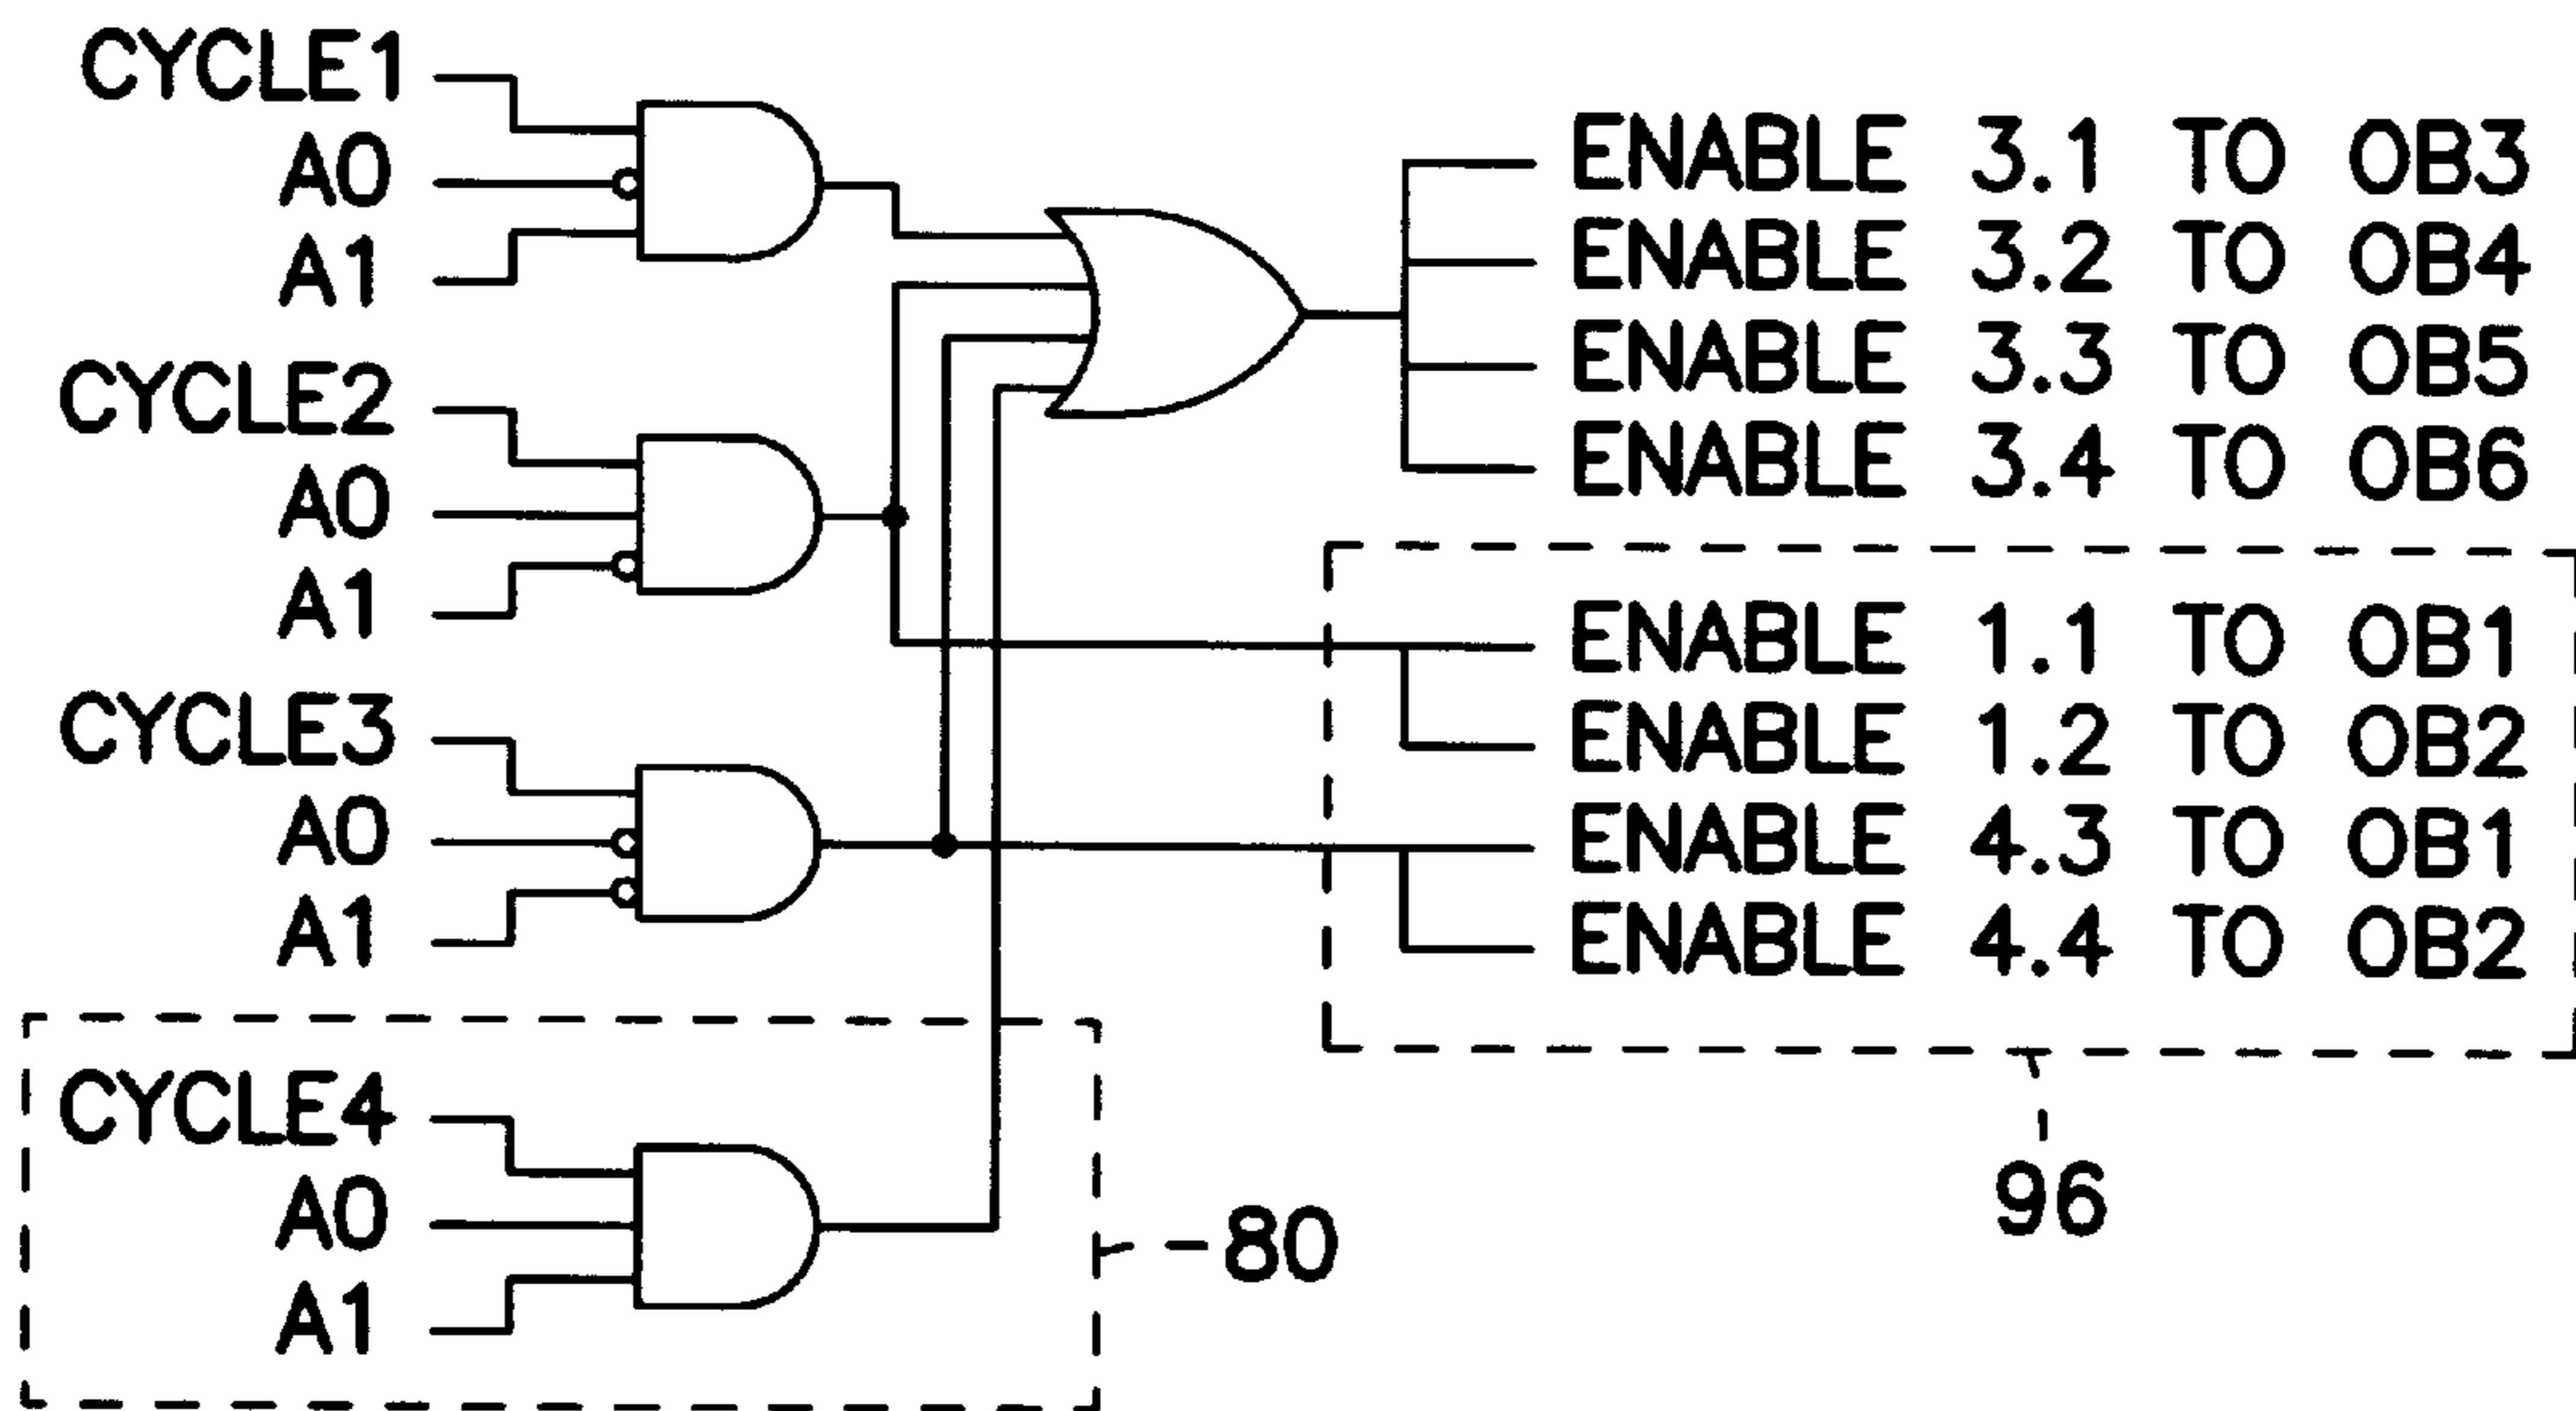 CYCLE1
A0
A1
CYCLE2
A0
A1
CYCLE3
A0
A1
CYCLE4
A0
A1
80
ENABLE 3.1 TO OB3
ENABLE 3.2 TO OB4
ENABLE 3.3 TO OB5
ENABLE 3.4 TO OB6
ENABLE 1.1 TO OB1
ENABLE 1.2 TO OB2
ENABLE 4.3 TO OB1
ENABLE 4.4 TO OB2
96